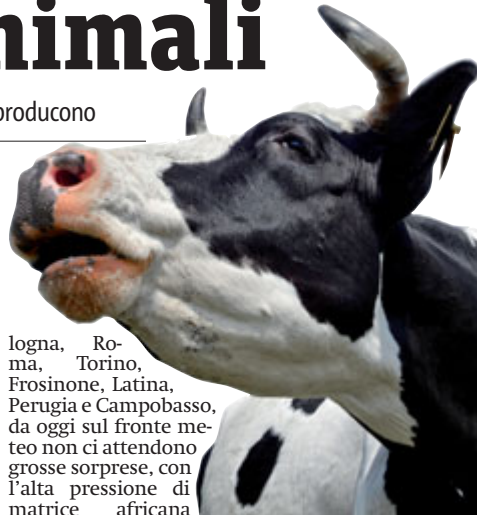 nimali
producono
logna, Ro-
ma, Torino,
Frosinone, Latina,
Perugia e Campobasso,
da oggi sul fronte me-
teo non ci attendono
grosse sorprese, con
l'alta pressione di
matrice africana